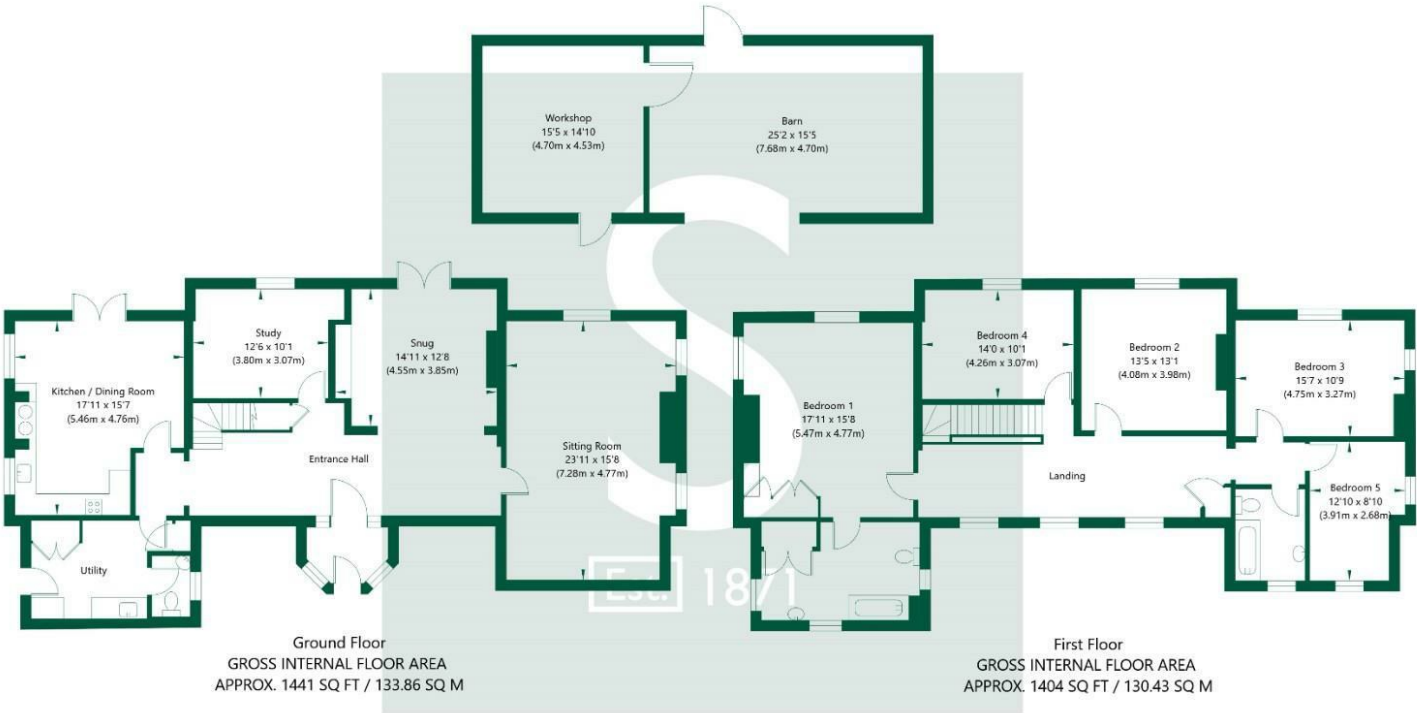 Workshop
15'5 x 14'10
(4.70m x 4.53m)
Barn
25'2 x 15'5
(7.68m x 4.70m)
Kitchen / Dining Room
17'11 x 15'7
(5.46m x 4.76m)
Study
12'6 x 10'1
(3.80m x 3.07m)
Snug
14'11 x 12'8
(4.55m x 3.85m)
Sitting Room
23'11 x 15'8
(7.28m x 4.77m)
Entrance Hall
Utility
Bedroom 1
17'11 x 15'8
(5.47m x 4.77m)
Bedroom 4
14'0 x 10'1
(4.26m x 3.07m)
Bedroom 2
13'5 x 13'1
(4.08m x 3.98m)
Bedroom 3
15'7 x 10'9
(4.75m x 3.27m)
Landing
Bedroom 5
12'10 x 8'10
(3.91m x 2.68m)
S
Est. 1871
Ground Floor
GROSS INTERNAL FLOOR AREA
APPROX. 1441 SQ FT / 133.86 SQ M
First Floor
GROSS INTERNAL FLOOR AREA
APPROX. 1404 SQ FT / 130.43 SQ M